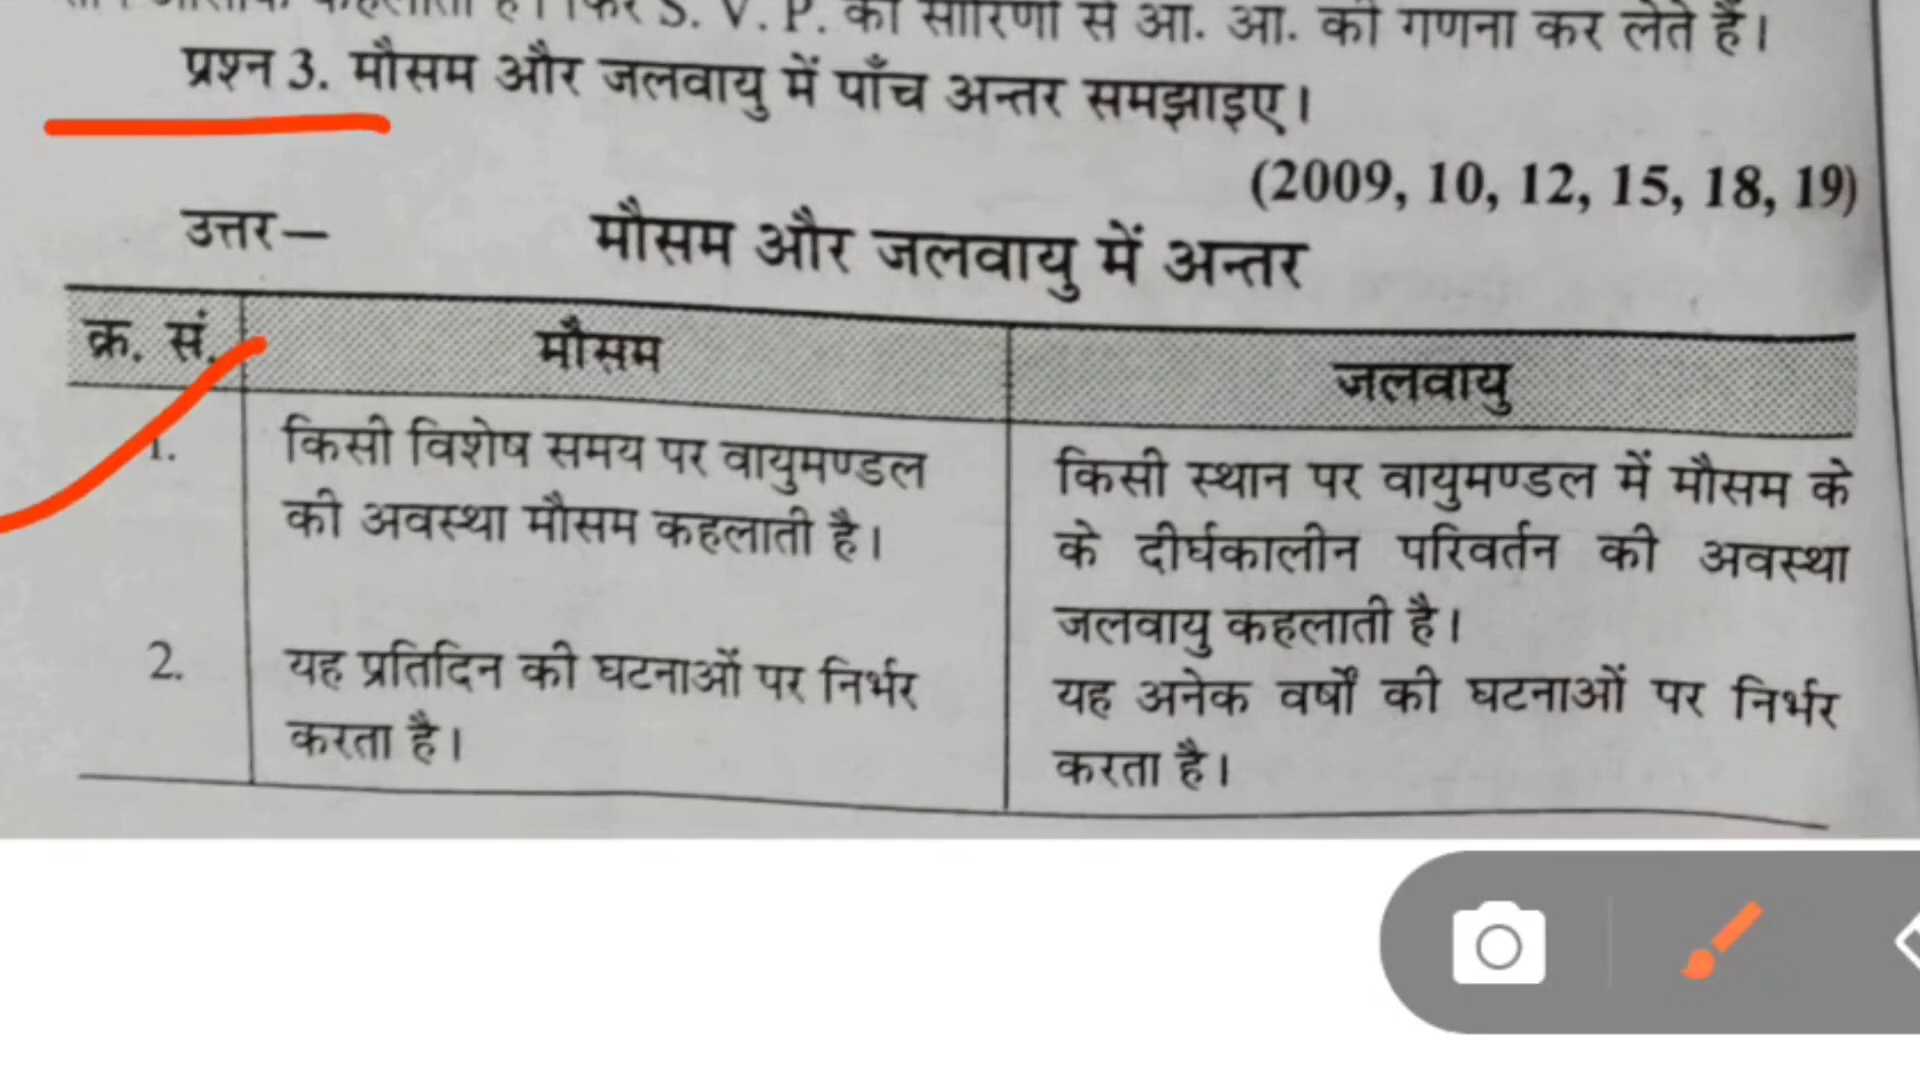 कहलाता है। फिर S. V. P. की सारिणी से आ. आ. की गणना कर लेते हैं।
प्रश्न 3. मौसम और जलवायु में पाँच अन्तर समझाइए।
(2009, 10, 12, 15, 18, 19)
उत्तर— मौसम और जलवायु में अन्तर
क्र. सं. मौसम जलवायु
1. किसी विशेष समय पर वायुमण्डल
की अवस्था मौसम कहलाती है।
किसी स्थान पर वायुमण्डल में मौसम के
के दीर्घकालीन परिवर्तन की अवस्था
जलवायु कहलाती है।
2. यह प्रतिदिन की घटनाओं पर निर्भर
करता है।
यह अनेक वर्षों की घटनाओं पर निर्भर
करता है।